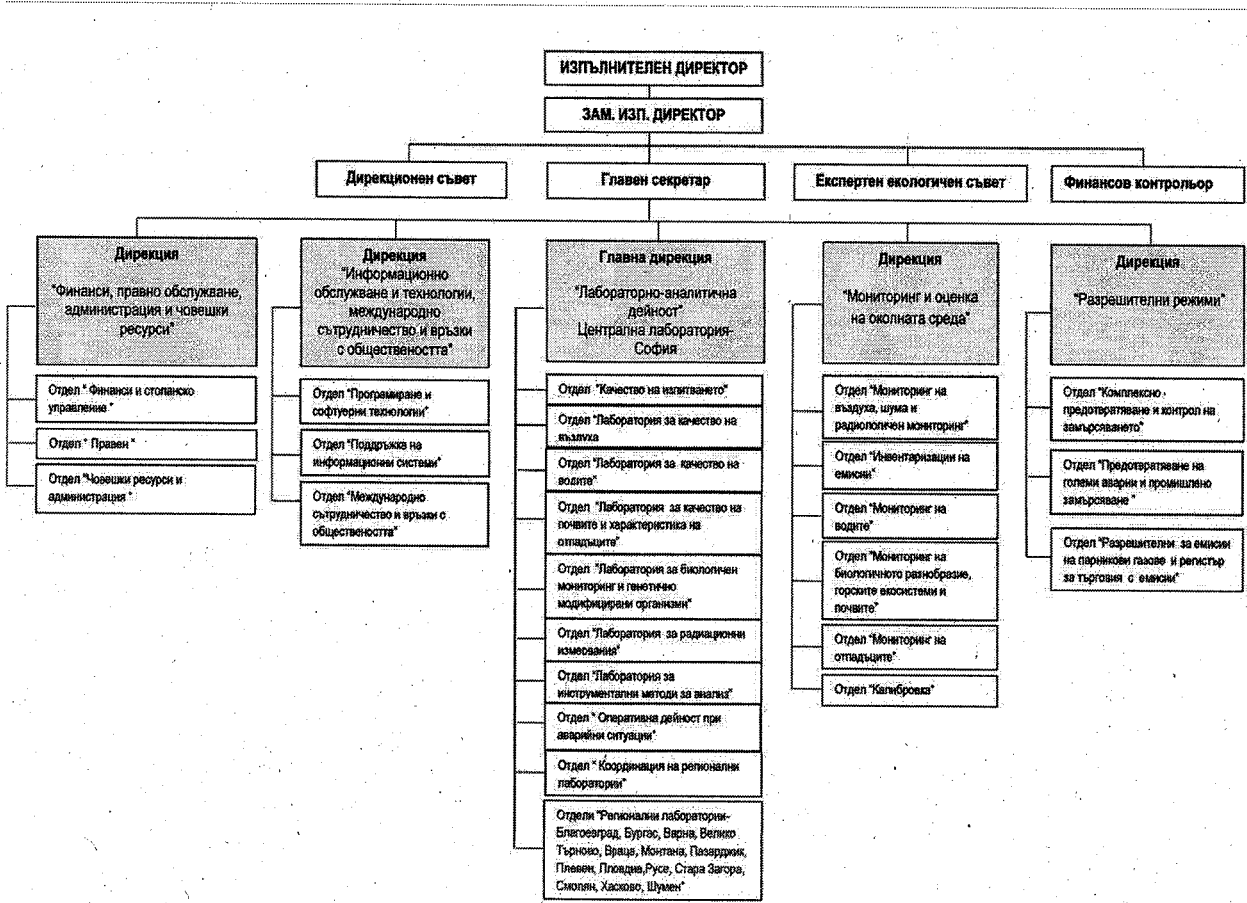 ИЗПЪЛНИТЕЛЕН ДИРЕКТОР
ЗАМ. ИЗП. ДИРЕКТОР
Дирекционен съвет
Главен секретар
Експертен екологичен съвет
Финансов контрольор
Дирекция
"Финанси, правно обслужване,
администрация и човешки
ресурси"
Отдел " Финанси и стопанско
управление "
Отдел " Правен "
Отдел "Човешки ресурси и
администрация "
Дирекция
"Информационно
обслужване и технологии,
международно
сътрудничество и връзки
с обществеността"
Отдел "Програмиране и
софтуерни технологии"
Отдел "Поддръжка на
информационни системи"
Отдел "Международно
сътрудничество и връзки с
обществеността"
Главна дирекция
"Лабораторно-аналитична
дейност"
Централна лаборатория-
София
Отдел "Качество на изпитването"
Отдел "Лаборатория за качество на
въздуха
Отдел "Лаборатория за качество на
водите"
Отдел "Лаборатория за качество на
почвите и характеристика на
отпадъците"
Отдел "Лаборатория за биологичен
мониторинг и генетично
модифицирани организми"
Отдел "Лаборатория за радиационни
измервания"
Отдел "Лаборатория за
инструментални методи за анализ"
Отдел " Оперативна дейност при
аварийни ситуации"
Отдел " Координация на регионални
лаборатории"
Отдели "Регионални лаборатории-
Благоевград, Бургас, Варна, Велико
Търново, Враца, Монтана, Пазарджик,
Плевен, Пловдив,Русе, Стара Загора,
Смолян, Хасково, Шумен"
Дирекция
"Мониторинг и оценка
на околната среда"
Отдел "Мониторинг на
въздуха, шума и
радиологичен мониторинг"
Отдел "Инвентаризации на
емисии"
Отдел "Мониторинг на
водите"
Отдел "Мониторинг на
биологичното разнобразие,
горските екосистеми и
почвите"
Отдел "Мониторинг на
отпадъците"
Отдел "Калибровка"
Дирекция
"Разрешителни режими"
Отдел "Комплексно
предотвратяване и контрол на
замърсяването"
Отдел "Предотвратяване на
големи аварии и промишлено
замърсяване "
Отдел "Разрешителни за емисии
на парникови газове и регистър
за търговия с емисии"